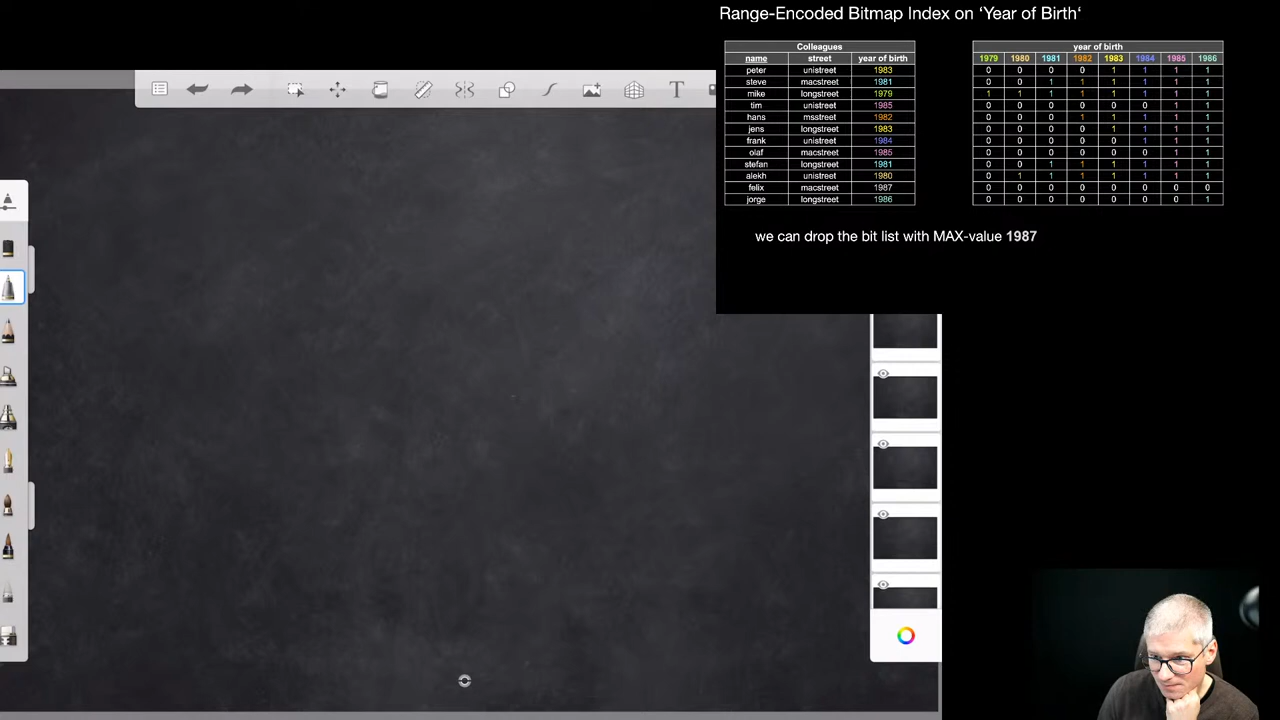 Range-Encoded Bitmap Index on ‘Year of Birth‘
Colleagues
name street year of birth
peter unistreet 1983
steve macstreet 1981
mike longstreet 1979
tim unistreet 1985
hans msstreet 1982
jens longstreet 1983
frank unistreet 1984
olaf macstreet 1985
stefan longstreet 1981
alekh unistreet 1980
felix macstreet 1987
jorge longstreet 1986
year of birth
1979 1980 1981 1982 1983 1984 1985 1986
0 0 0 0 1 1 1 1
0 0 1 1 1 1 1 1
1 1 1 1 1 1 1 1
0 0 0 0 0 0 1 1
0 0 0 1 1 1 1 1
0 0 0 0 1 1 1 1
0 0 0 0 0 1 1 1
0 0 0 0 0 0 1 1
0 0 1 1 1 1 1 1
0 1 1 1 1 1 1 1
0 0 0 0 0 0 0 0
0 0 0 0 0 0 0 1
we can drop the bit list with MAX-value 1987
T